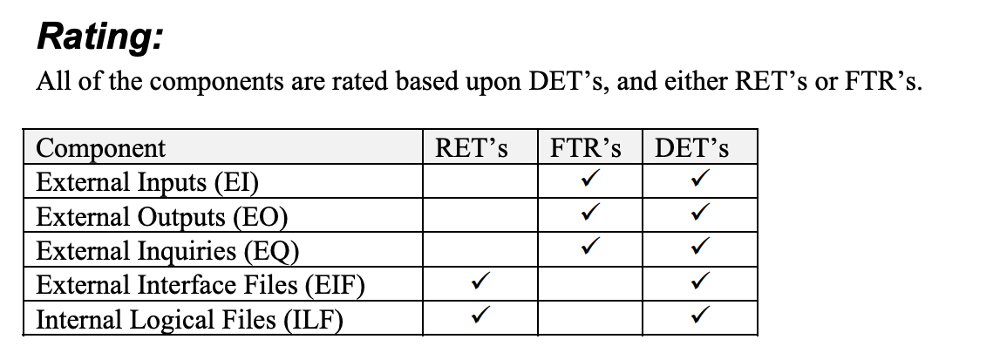 Rating:
All of the components are rated based upon DET’s, and either RET’s or FTR’s.
Component RET’s FTR’s DET’s
External Inputs (EI) ✓ ✓
External Outputs (EO) ✓ ✓
External Inquiries (EQ) ✓ ✓
External Interface Files (EIF) ✓ ✓
Internal Logical Files (ILF) ✓ ✓